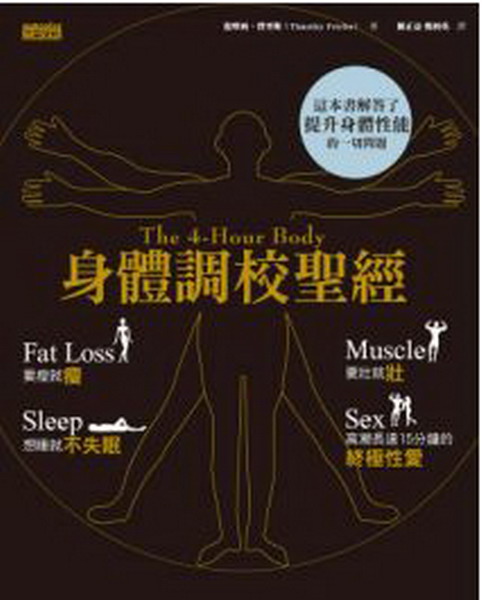 提摩西・費里斯（Timothy Ferriss） 著
這本書解答了
提升身體性能
的一切問題
The 4-Hour Body
身體調校聖經
Fat Loss
要瘦就瘦
Muscle
要壯就壯
Sleep
想睡就不失眠
Sex
高潮長達15分鐘的
終極性愛